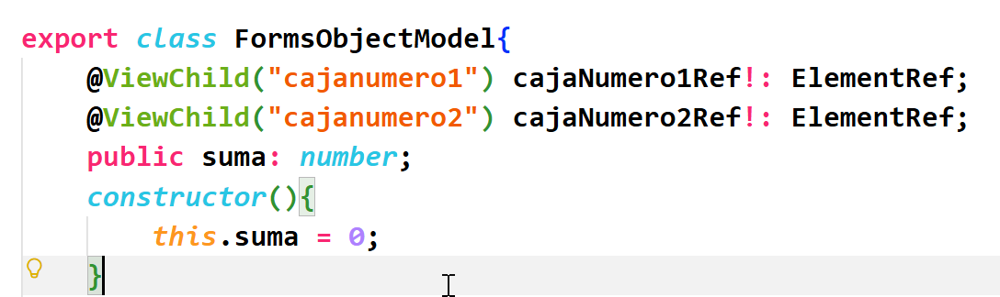 export class FormsObjectModel{
@ViewChild("cajanumero1") cajaNumero1Ref!: ElementRef;
@ViewChild("cajanumero2") cajaNumero2Ref!: ElementRef;
public suma: number;
constructor(){
this.suma = 0;
}